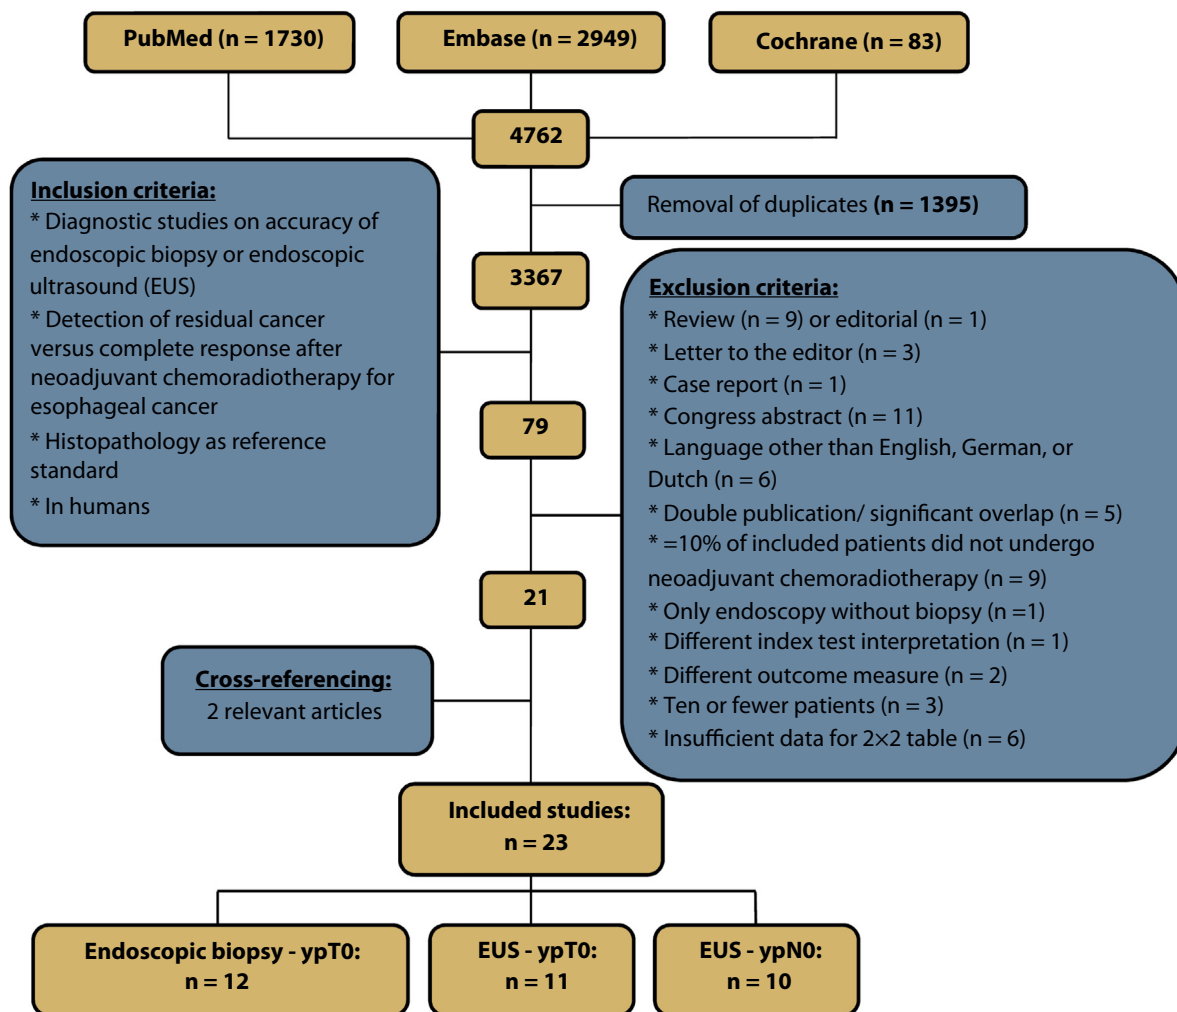 PubMed (n = 1730)
Embase (n = 2949)
Cochrane (n = 83)
4762
Inclusion criteria:
* Diagnostic studies on accuracy of
endoscopic biopsy or endoscopic
ultrasound (EUS)
* Detection of residual cancer
versus complete response after
neoadjuvant chemoradiotherapy for
esophageal cancer
* Histopathology as reference
standard
* In humans
Removal of duplicates (n = 1395)
3367
Exclusion criteria:
* Review (n = 9) or editorial (n = 1)
* Letter to the editor (n = 3)
* Case report (n = 1)
* Congress abstract (n = 11)
* Language other than English, German, or
Dutch (n = 6)
* Double publication/ significant overlap (n = 5)
* =10% of included patients did not undergo
neoadjuvant chemoradiotherapy (n = 9)
* Only endoscopy without biopsy (n =1)
* Different index test interpretation (n = 1)
* Different outcome measure (n = 2)
* Ten or fewer patients (n = 3)
* Insufficient data for 2×2 table (n = 6)
79
21
Cross-referencing:
2 relevant articles
Included studies:
n = 23
Endoscopic biopsy - ypT0:
n = 12
EUS - ypT0:
n = 11
EUS - ypN0:
n = 10